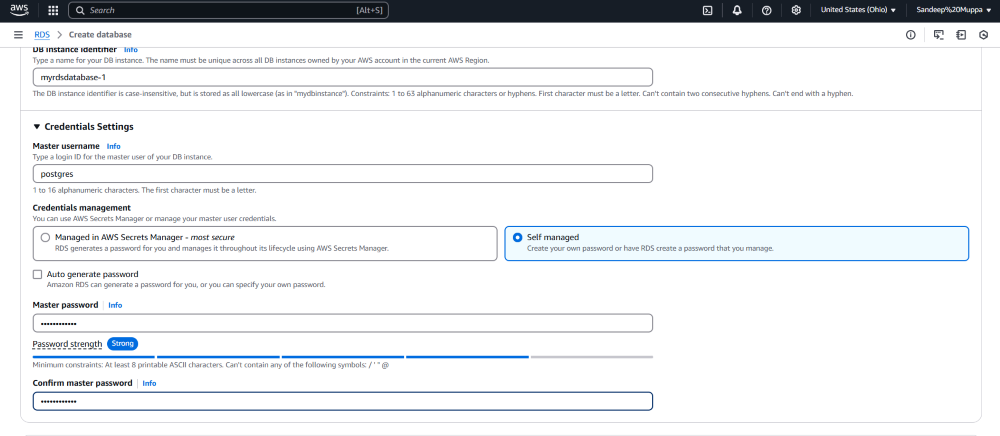 aws
Search [Alt+S] United States (Ohio) Sandeep%20Muppa
RDS > Create database
DB instance identifier Info
Type a name for your DB instance. The name must be unique across all DB instances owned by your AWS account in the current AWS Region.
myrdsdatabase-1
The DB instance identifier is case-insensitive, but is stored as all lowercase (as in "mydbinstance"). Constraints: 1 to 63 alphanumeric characters or hyphens. First character must be a letter. Can't contain two consecutive hyphens. Can't end with a hyphen.
Credentials Settings
Master username Info
Type a login ID for the master user of your DB instance.
postgres
1 to 16 alphanumeric characters. The first character must be a letter.
Credentials management
You can use AWS Secrets Manager or manage your master user credentials.
Managed in AWS Secrets Manager - most secure
RDS generates a password for you and manages it throughout its lifecycle using AWS Secrets Manager.
Self managed
Create your own password or have RDS create a password that you manage.
Auto generate password
Amazon RDS can generate a password for you, or you can specify your own password.
Master password Info
••••••••••••
Password strength Strong
Minimum constraints: At least 8 printable ASCII characters. Can't contain any of the following symbols: / ' " @
Confirm master password Info
••••••••••••